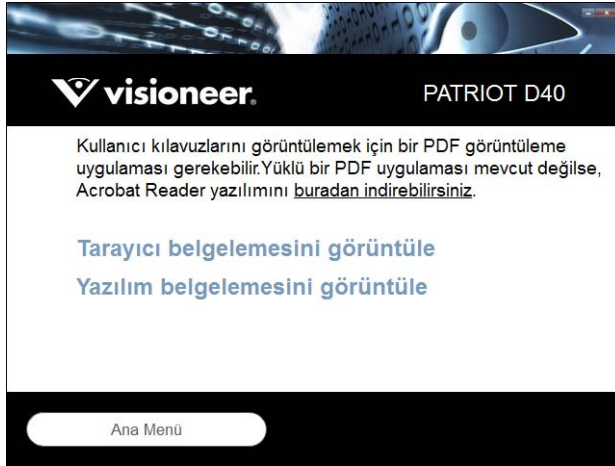 visioneer®
PATRIOT D40
Kullanıcı kılavuzlarını görüntülemek için bir PDF görüntüleme
uygulaması gerekebilir.Yüklü bir PDF uygulaması mevcut değilse,
Acrobat Reader yazılımını buradan indirebilirsiniz.
Tarayıcı belgelemesini görüntüle
Yazılım belgelemesini görüntüle
Ana Menü